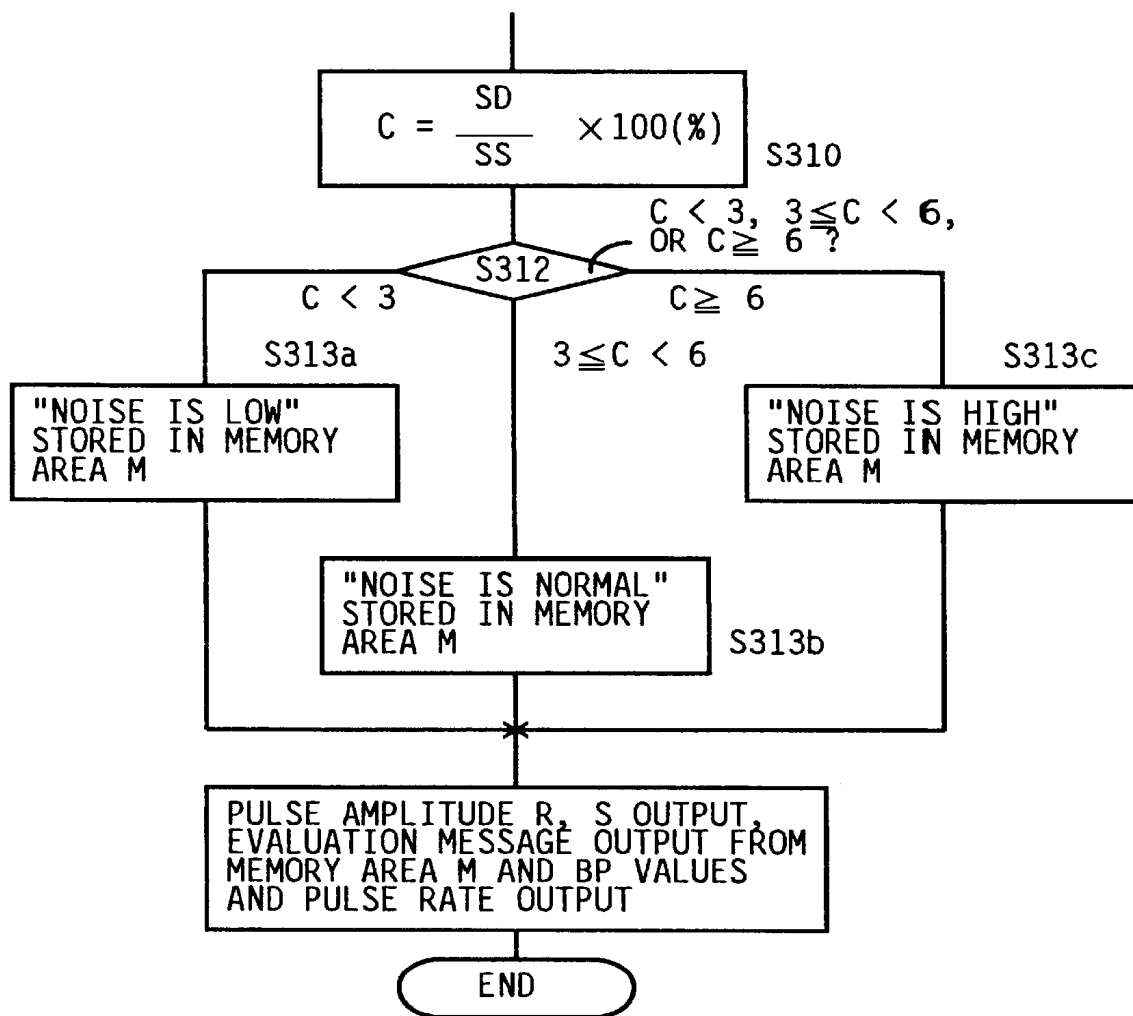 C = SD/SS ×100(%)
S310
C < 3, 3≦C < 6,
OR C≧ 6 ?
S312
C < 3
C≧ 6
3≦C < 6
S313a
S313c
"NOISE IS LOW"
STORED IN MEMORY
AREA M
"NOISE IS HIGH"
STORED IN MEMORY
AREA M
"NOISE IS NORMAL"
STORED IN MEMORY
AREA M
S313b
PULSE AMPLITUDE R, S OUTPUT,
EVALUATION MESSAGE OUTPUT FROM
MEMORY AREA M AND BP VALUES
AND PULSE RATE OUTPUT
END